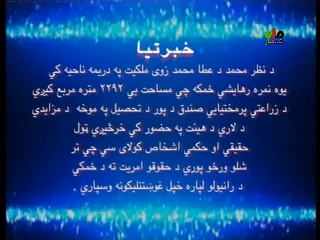 خبرتیا
د نظر محمد د عطا محمد زوی ملکیت په دریمه ناحیه کې
یوه نمره رهایشي ځمکه چې مساحت یې ۲۲۹۲ متره مربع کیږي
د زراعتي پرمختیایي صندق د پور د تحصیل په موخه د مزایدې
د لارې د هیئت په حضور کې خرڅیږي ټول
حقیقي او حکمي اشخاص کولای سي چې تر
شلو ورځو پورې د حقوقو امریت ته د ځمکې
د رانیولو لپاره خپل غوښتنلیکونه وسپاري .